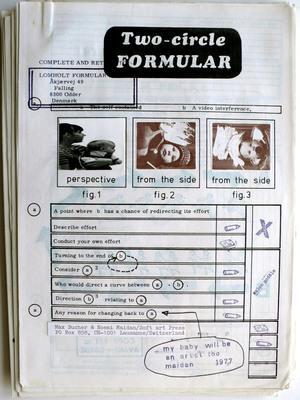 Two-circle
FORMULAR
COMPLETE AND RET
LOMHOLT FORMULAR
Åkjærvej 49
Falling
8300 Odder
Denmark
b A video interference,
perspective
from the side
from the side
fig.1
fig.2
fig.3
a
A point where b has a chance of redirecting its effort
Describe effort
Conduct your own effort
Turning to the end of b
a
Consider a ²
Who would direct a curve between a - b :
Direction b ¹ relating to a
a
Any reason for changing back to a
Max Bucher & Noemi Maidan/Soft Art Press
PO Box 858, CH-1001 Lausanne/Switzerland
my baby will be
an artist too
maidan 1977